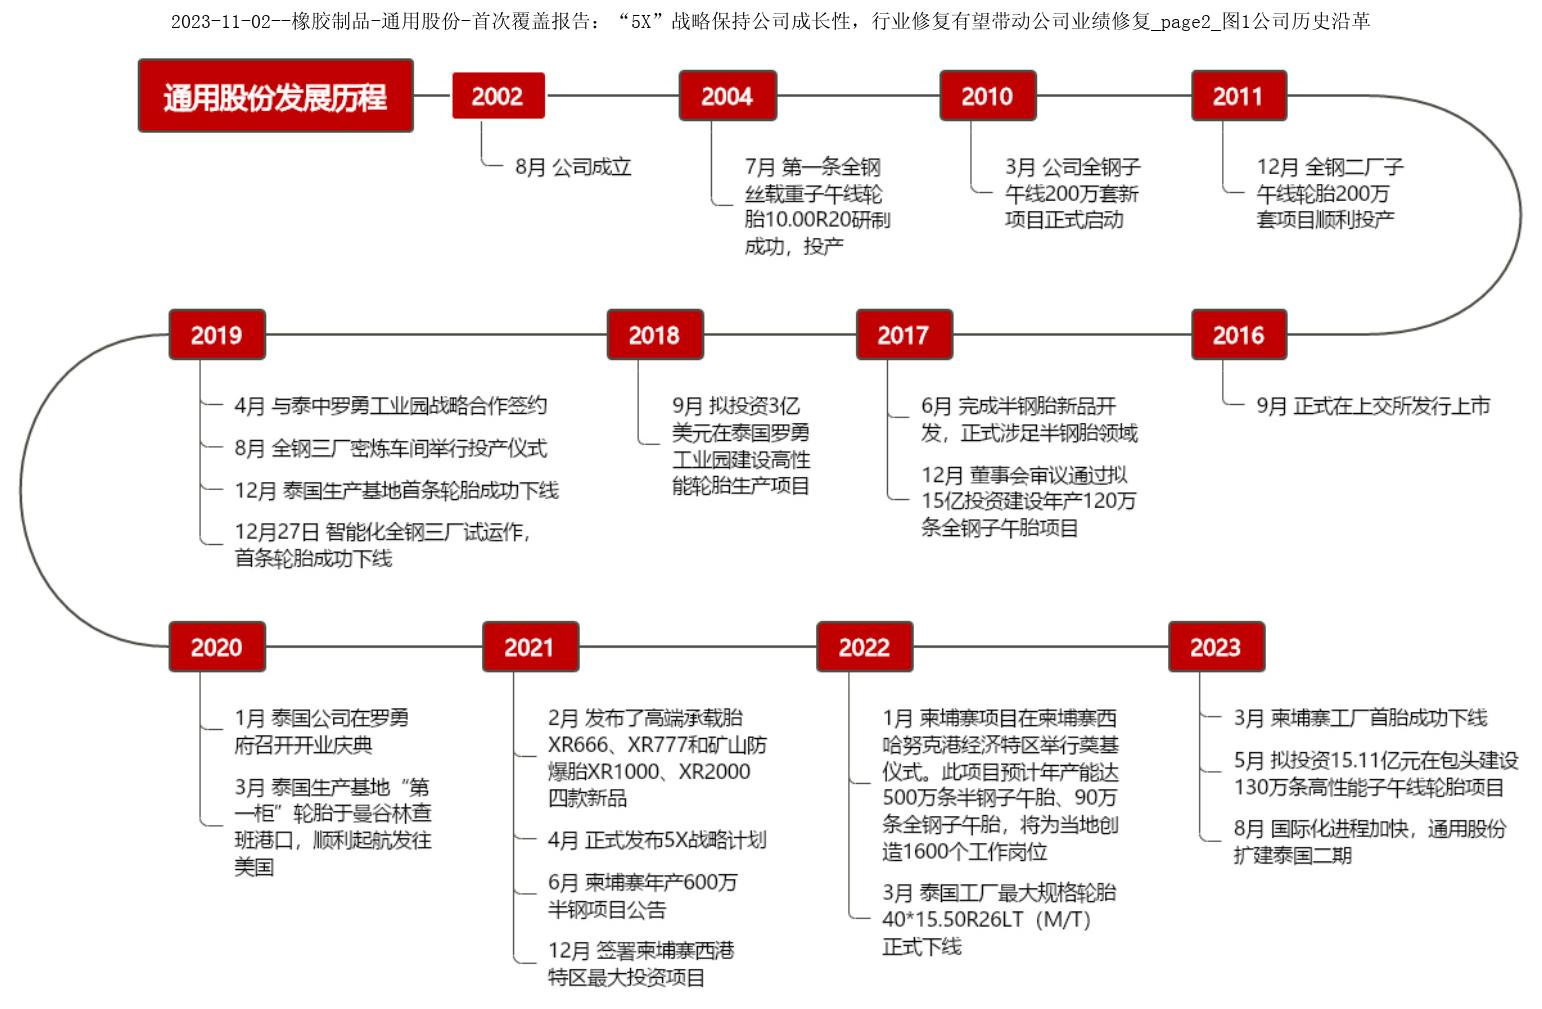 2023-11-02--橡胶制品-通用股份-首次覆盖报告：“5X”战略保持公司成长性，行业修复有望带动公司业绩修复_page2_图1公司历史沿革
通用股份发展历程
2002
8月 公司成立
2004
7月 第一条全钢
丝载重子午线轮
胎10.00R20研制
成功，投产
2010
3月 公司全钢子
午线200万套新
项目正式启动
2011
12月 全钢二厂子
午线轮胎200万
套项目顺利投产
2016
9月 正式在上交所发行上市
2017
6月 完成半钢胎新品开
发，正式涉足半钢胎领域
12月 董事会审议通过拟
15亿投资建设年产120万
条全钢子午胎项目
2018
9月 拟投资3亿
美元在泰国罗勇
工业园建设高性
能轮胎生产项目
2019
4月 与泰中罗勇工业园战略合作签约
8月 全钢三厂密炼车间举行投产仪式
12月 泰国生产基地首条轮胎成功下线
12月27日 智能化全钢三厂试运作，
首条轮胎成功下线
2020
1月 泰国公司在罗勇
府召开开业庆典
3月 泰国生产基地“第
一柜”轮胎于曼谷林查
班港口，顺利起航发往
美国
2021
2月 发布了高端承载胎
XR666、XR777和矿山防
爆胎XR1000、XR2000
四款新品
4月 正式发布5X战略计划
6月 柬埔寨年产600万
半钢项目公告
12月 签署柬埔寨西港
特区最大投资项目
2022
1月 柬埔寨项目在柬埔寨西
哈努克港经济特区举行奠基
仪式。此项目预计年产能达
500万条半钢子午胎、90万
条全钢子午胎，将为当地创
造1600个工作岗位
3月 泰国工厂最大规格轮胎
40*15.50R26LT（M/T）
正式下线
2023
3月 柬埔寨工厂首胎成功下线
5月 拟投资15.11亿元在包头建设
130万条高性能子午线轮胎项目
8月 国际化进程加快，通用股份
扩建泰国二期